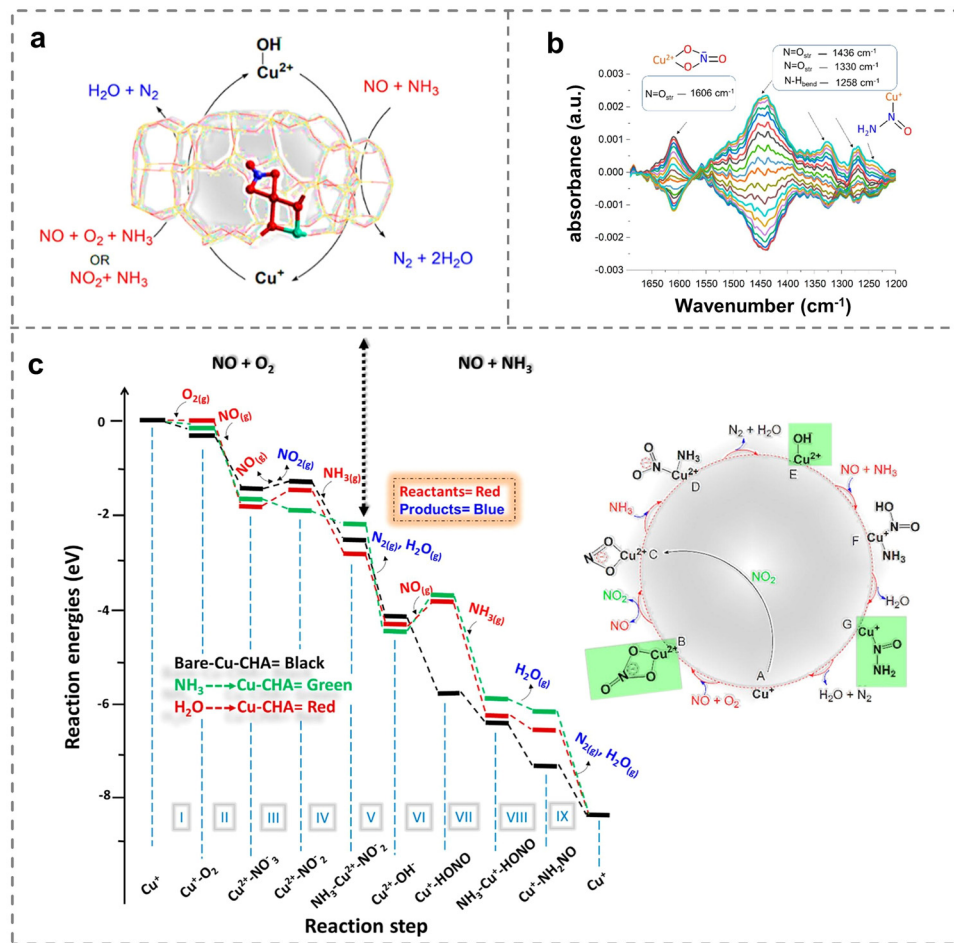 a
OH⁻
Cu²⁺
H₂O + N₂
NO + NH₃
NO + O₂ + NH₃
OR
NO₂+ NH₃
N₂ + 2H₂O
Cu⁺
b
Cu²⁺ O N⁻ =O
O
N=O str — 1606 cm⁻¹
N=O str — 1436 cm⁻¹
N=O str — 1330 cm⁻¹
N-H bend — 1258 cm⁻¹
Cu⁺
H₂N N O
absorbance (a.u.)
0.003
0.002
0.001
0.000
-0.001
-0.002
-0.003
1650 1600 1550 1500 1450 1400 1350 1300 1250 1200
Wavenumber (cm⁻¹)
c
NO + O₂
NO + NH₃
O₂(g)
NO(g)
NO(g)
NO₂(g)
NH₃(g)
Reactants= Red
Products= Blue
N₂(g), H₂O(g)
NO(g)
NH₃(g)
H₂O(g)
N₂(g), H₂O(g)
Bare-Cu-CHA= Black
NH₃ Cu-CHA= Green
H₂O Cu-CHA= Red
Reaction energies (eV)
0
-2
-4
-6
-8
I II III IV V VI VII VIII IX
Cu⁺
Cu⁺-O₂
Cu²⁺-NO⁻₃
Cu²⁺-NO⁻₂
NH₃-Cu²⁺-NO⁻₂
Cu²⁺-OH⁻
Cu⁺-HONO
NH₃-Cu⁺-HONO
Cu⁺-NH₂NO
Cu⁺
Reaction step
N₂ + H₂O
OH⁻
Cu²⁺
E
NO + NH₃
HO
N=O
Cu⁺
NH₃
F
H₂O
G
Cu⁺
N=O
NH₂
H₂O + N₂
A
Cu⁺
NO + O₂
B
Cu²⁺
O
O=N
O
NO
NO₂
C
Cu²⁺
O
N
O
NH₃
D
O
N
O
NH₃
Cu²⁺
NO₂